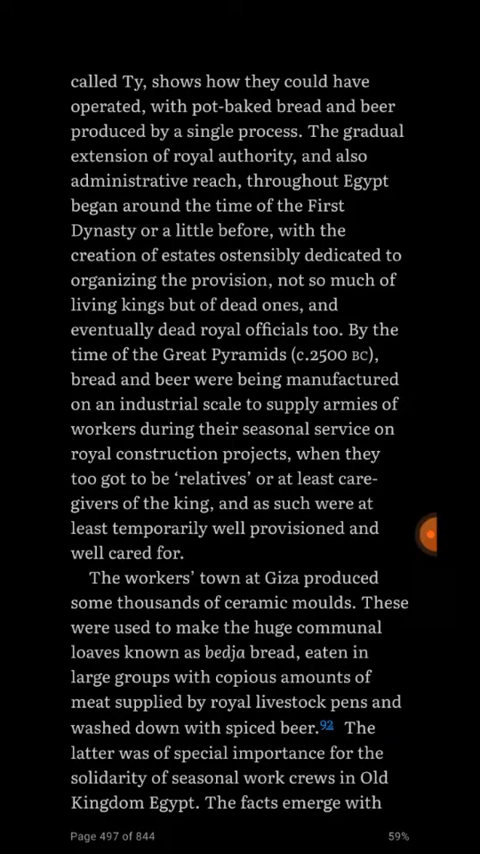 called Ty, shows how they could have
operated, with pot-baked bread and beer
produced by a single process. The gradual
extension of royal authority, and also
administrative reach, throughout Egypt
began around the time of the First
Dynasty or a little before, with the
creation of estates ostensibly dedicated to
organizing the provision, not so much of
living kings but of dead ones, and
eventually dead royal officials too. By the
time of the Great Pyramids (c.2500 BC),
bread and beer were being manufactured
on an industrial scale to supply armies of
workers during their seasonal service on
royal construction projects, when they
too got to be ‘relatives’ or at least care-
givers of the king, and as such were at
least temporarily well provisioned and
well cared for.
The workers’ town at Giza produced
some thousands of ceramic moulds. These
were used to make the huge communal
loaves known as bedja bread, eaten in
large groups with copious amounts of
meat supplied by royal livestock pens and
washed down with spiced beer.92 The
latter was of special importance for the
solidarity of seasonal work crews in Old
Kingdom Egypt. The facts emerge with
Page 497 of 844 59%